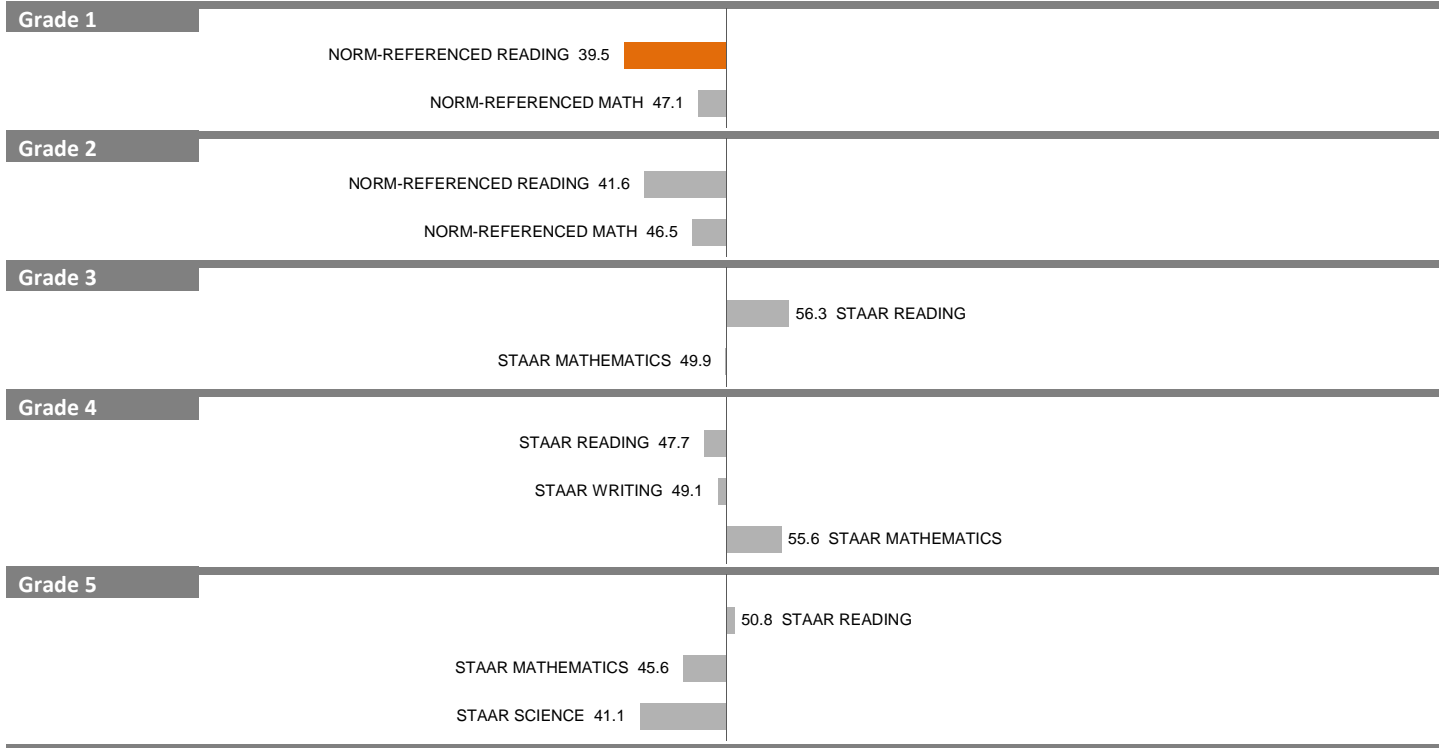 Grade 1
NORM-REFERENCED READING 39.5
NORM-REFERENCED MATH 47.1
Grade 2
NORM-REFERENCED READING 41.6
NORM-REFERENCED MATH 46.5
Grade 3
56.3 STAAR READING
STAAR MATHEMATICS 49.9
Grade 4
STAAR READING 47.7
STAAR WRITING 49.1
55.6 STAAR MATHEMATICS
Grade 5
50.8 STAAR READING
STAAR MATHEMATICS 45.6
STAAR SCIENCE 41.1